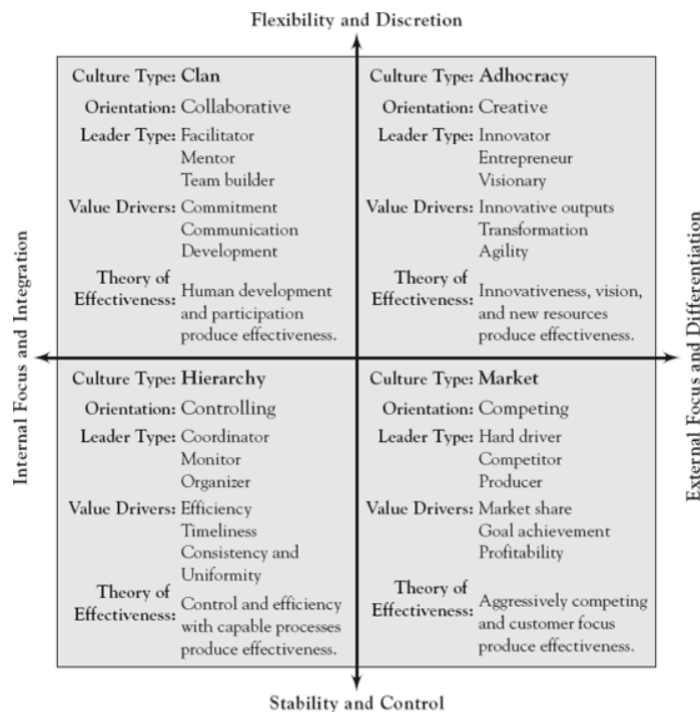 Flexibility and Discretion
Culture Type: Clan
Orientation: Collaborative
Leader Type: Facilitator
Mentor
Team builder
Value Drivers: Commitment
Communication
Development
Theory of
Effectiveness: Human development
and participation
produce effectiveness.
Culture Type: Adhocracy
Orientation: Creative
Leader Type: Innovator
Entrepreneur
Visionary
Value Drivers: Innovative outputs
Transformation
Agility
Theory of
Effectiveness: Innovativeness, vision,
and new resources
produce effectiveness.
Internal Focus and Integration
External Focus and Differentiation
Culture Type: Hierarchy
Orientation: Controlling
Leader Type: Coordinator
Monitor
Organizer
Value Drivers: Efficiency
Timeliness
Consistency and
Uniformity
Theory of
Effectiveness: Control and efficiency
with capable processes
produce effectiveness.
Culture Type: Market
Orientation: Competing
Leader Type: Hard driver
Competitor
Producer
Value Drivers: Market share
Goal achievement
Profitability
Theory of
Effectiveness: Aggressively competing
and customer focus
produce effectiveness.
Stability and Control